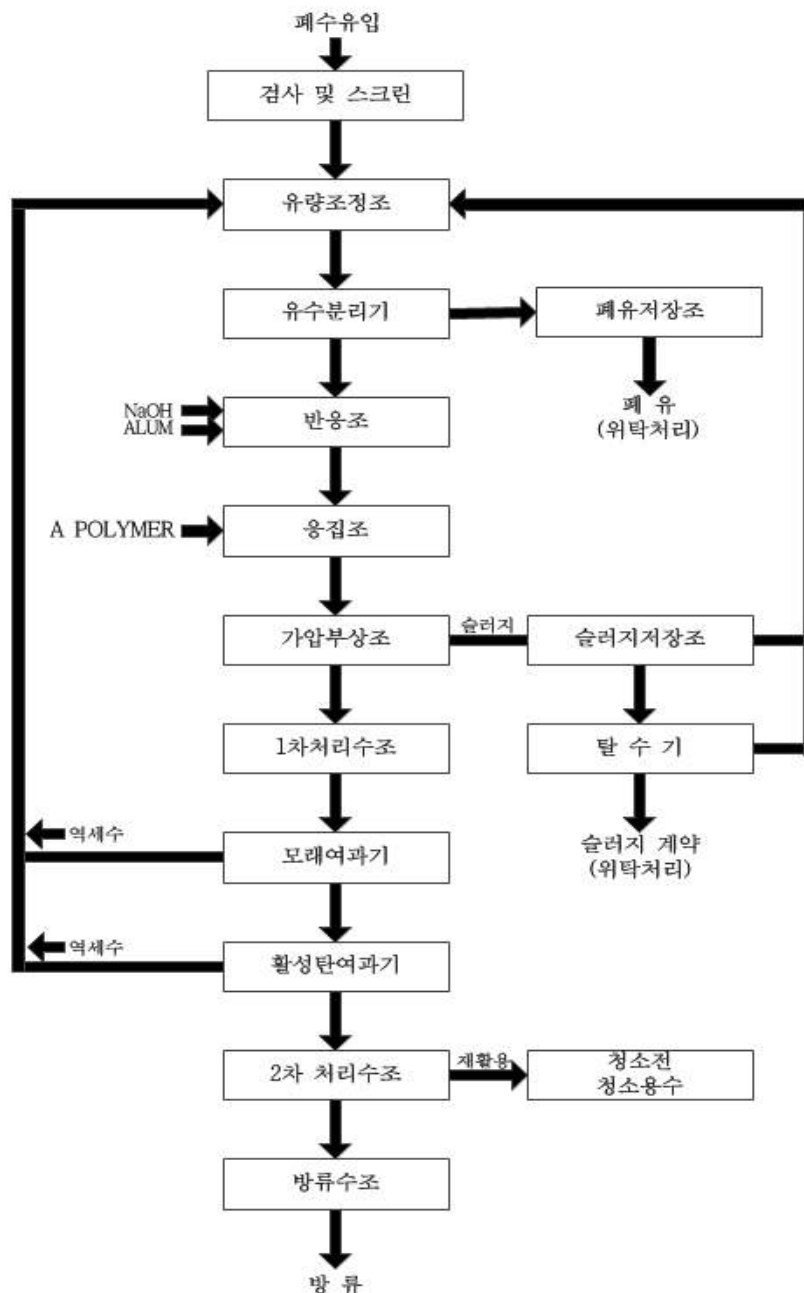 폐수유입
검사 및 스크린
유량조정조
유수분리기
폐유저장조
NaOH
ALUM
반응조
폐 유
(위탁처리)
A POLYMER
응집조
가압부상조
슬러지
슬러지저장조
1차처리수조
탈 수 기
역세수
모래여과기
슬러지 계약
(위탁처리)
역세수
활성탄여과기
2차 처리수조
재활용
청소전
청소용수
방류수조
방 류